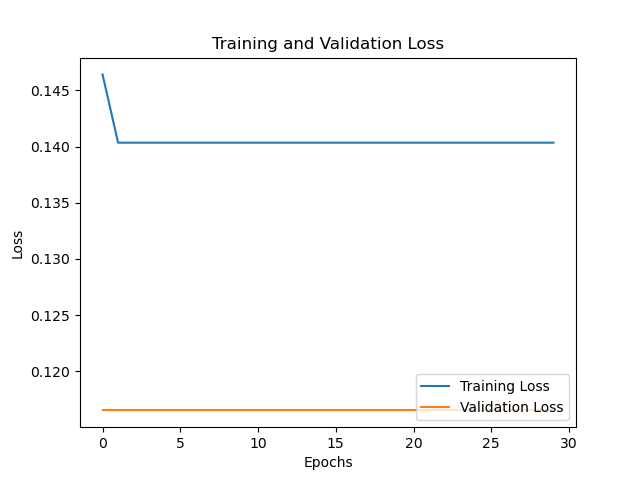 Training and Validation Loss
Loss
0.145
0.140
0.135
0.130
0.125
0.120
0 5 10 15 20 25 30
Epochs
Training Loss
Validation Loss